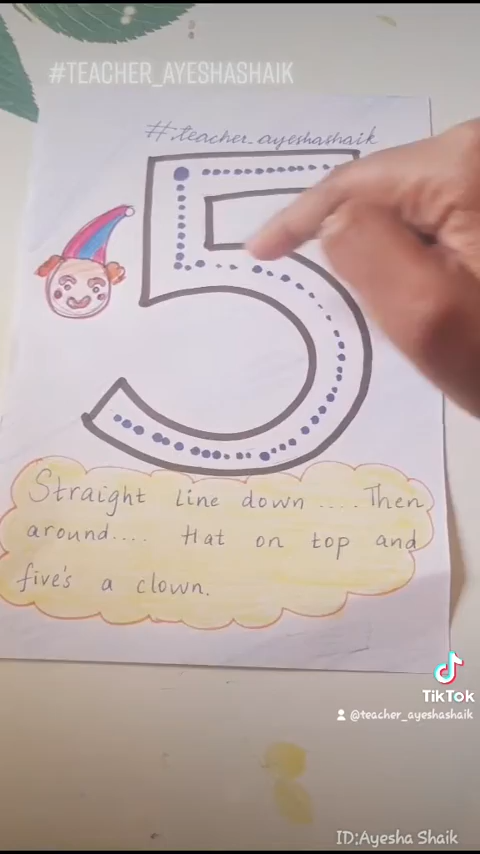 #TEACHER_AYESHASHAIK
#teacher_ayeshashaik
5
Straight line down .... Then
around.... Hat on top and
five's a clown.
TikTok
@teacher_ayeshashaik
ID:Ayesha Shaik